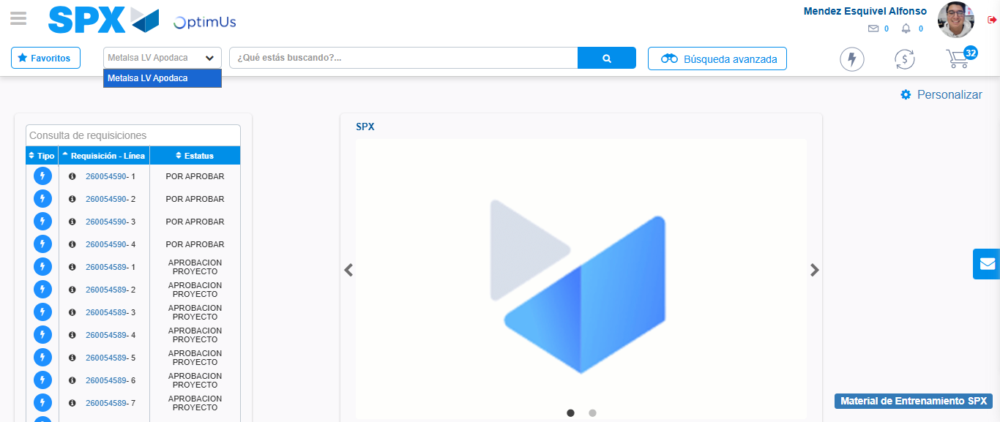 SPX
OptimUs
Mendez Esquivel Alfonso
0
0
Favoritos
Metalsa LV Apodaca
¿Qué estás buscando?...
Búsqueda avanzada
32
Metalsa LV Apodaca
Personalizar
Consulta de requisiciones
Tipo Requisición - Línea Estatus
260054590- 1 POR APROBAR
260054590- 2 POR APROBAR
260054590- 3 POR APROBAR
260054590- 4 POR APROBAR
260054589- 1 APROBACION
PROYECTO
260054589- 2 APROBACION
PROYECTO
260054589- 3 APROBACION
PROYECTO
260054589- 4 APROBACION
PROYECTO
260054589- 5 APROBACION
PROYECTO
260054589- 6 APROBACION
PROYECTO
260054589- 7 APROBACION
PROYECTO
SPX
Material de Entrenamiento SPX